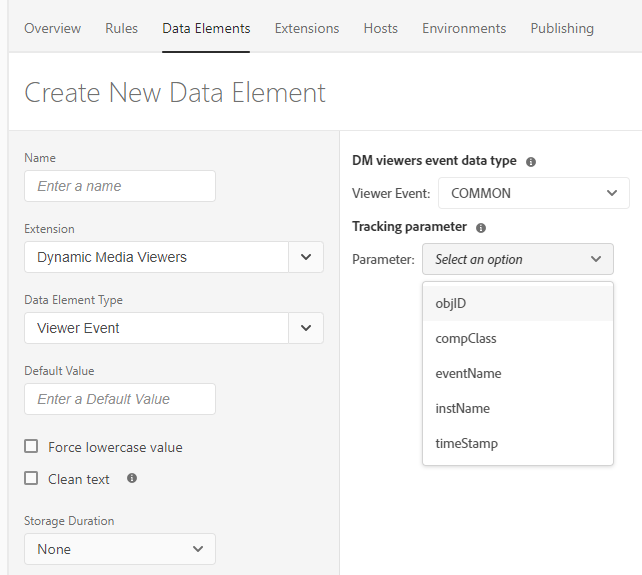 Overview Rules Data Elements Extensions Hosts Environments Publishing
Create New Data Element
Name
Enter a name
Extension
Dynamic Media Viewers
Data Element Type
Viewer Event
Default Value
Enter a Default Value
Force lowercase value
Clean text
Storage Duration
None
DM viewers event data type
Viewer Event: COMMON
Tracking parameter
Parameter: Select an option
objID
compClass
eventName
instName
timeStamp